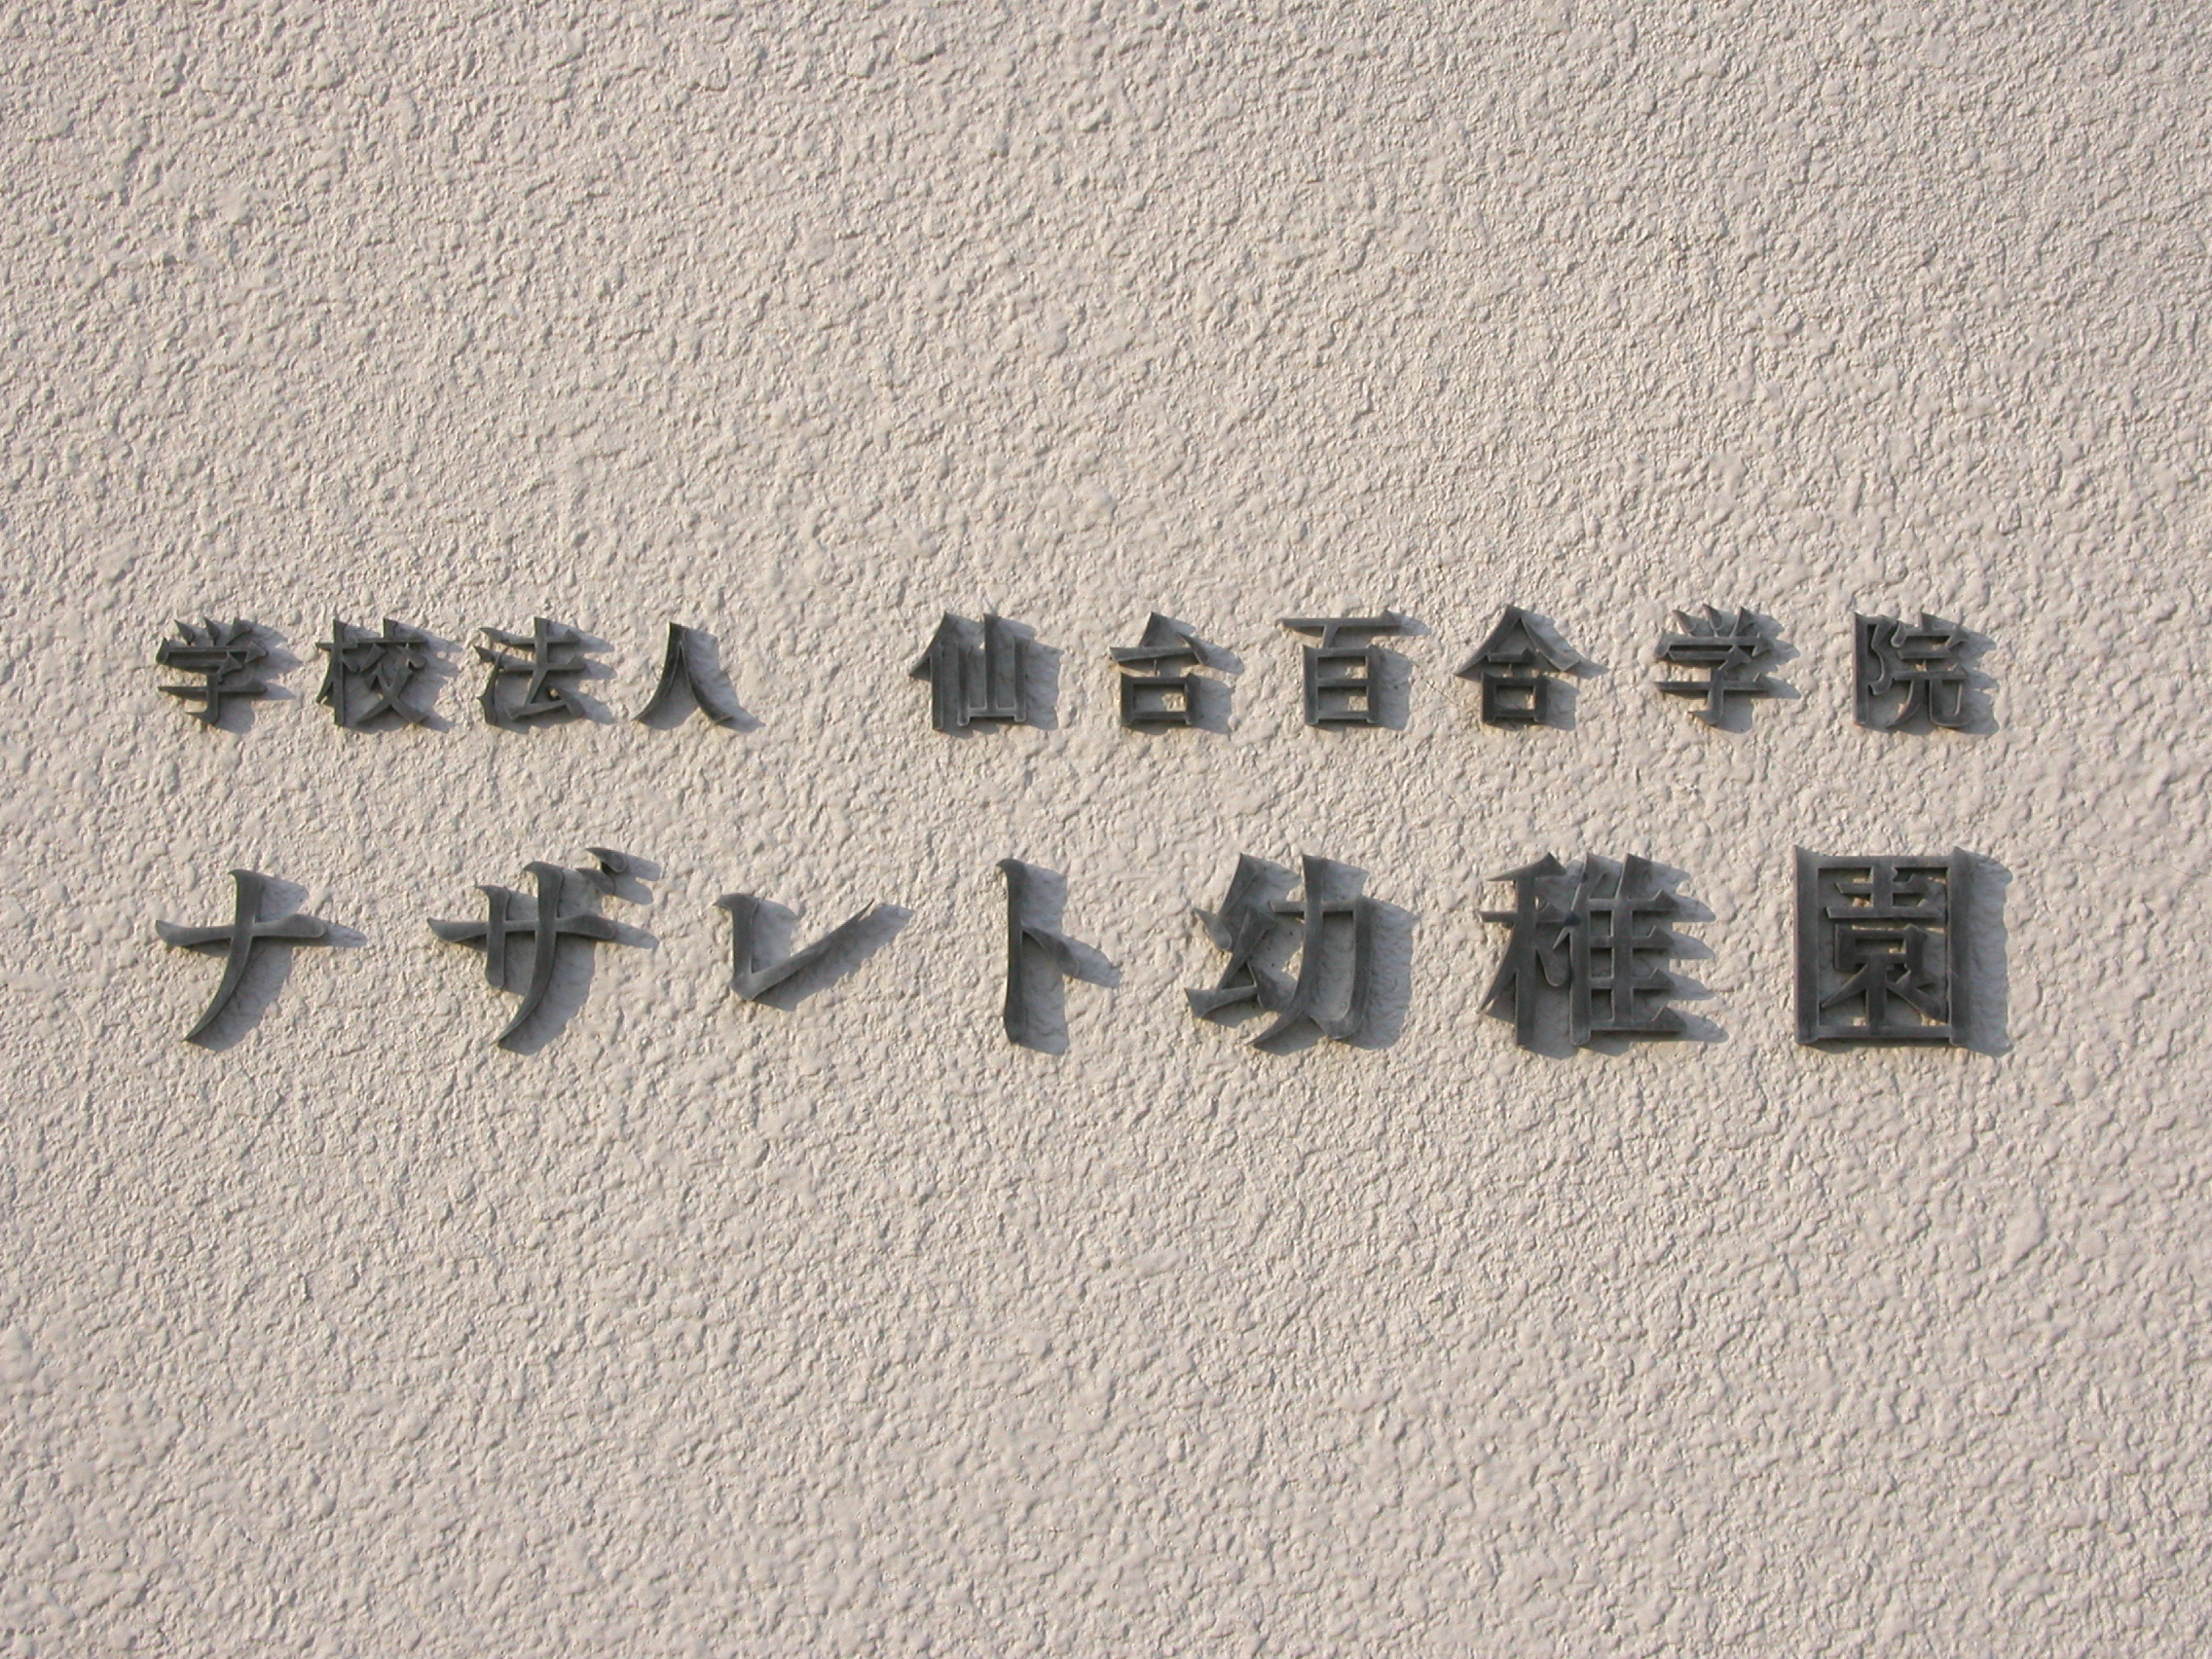 学校法人　仙台百合学院
ナザレト幼稚園